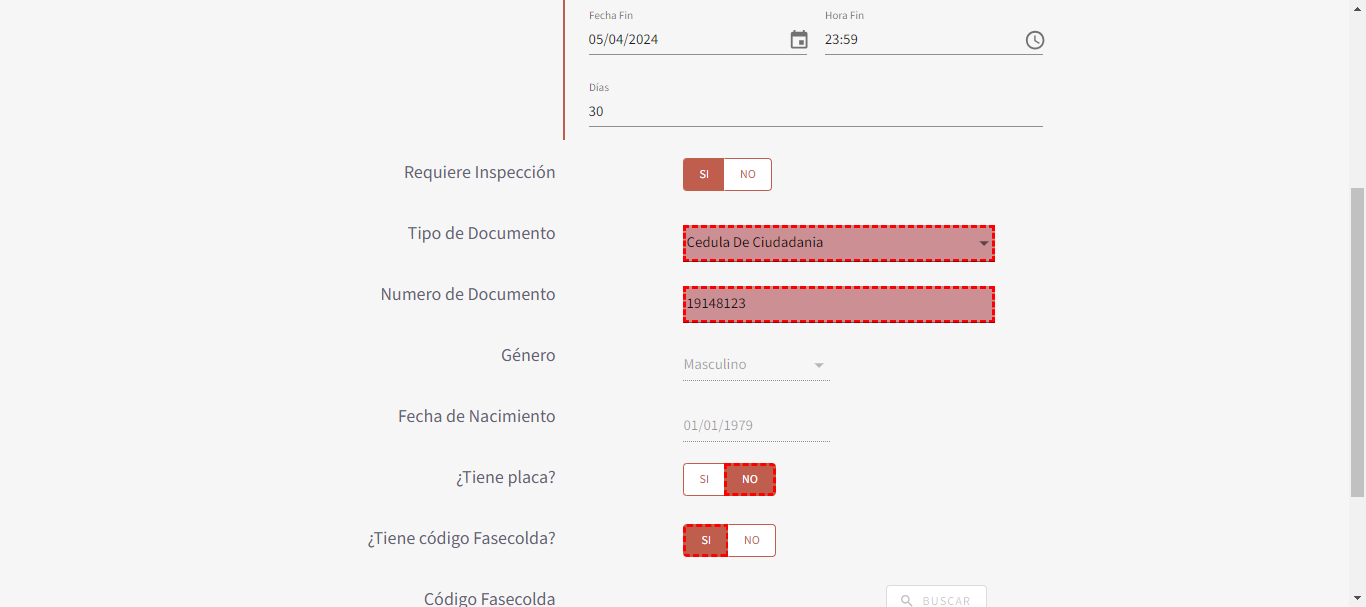 Fecha Fin Hora Fin
05/04/2024 23:59
Días
30
Requiere Inspección SI NO
Tipo de Documento Cedula De Ciudadania
Numero de Documento 19148123
Género Masculino
Fecha de Nacimiento 01/01/1979
¿Tiene placa? SI NO
¿Tiene código Fasecolda? SI NO
Código Fasecolda BUSCAR